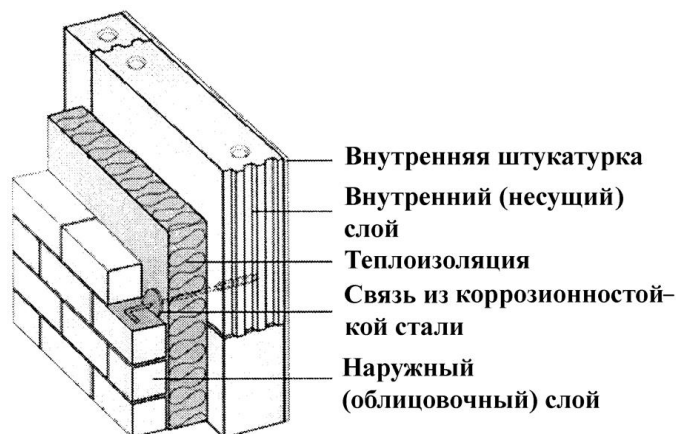 Внутренняя штукатурка
Внутренний (несущий)
слой
Теплоизоляция
Связь из коррозионностой-
кой стали
Наружный
(облицовочный) слой